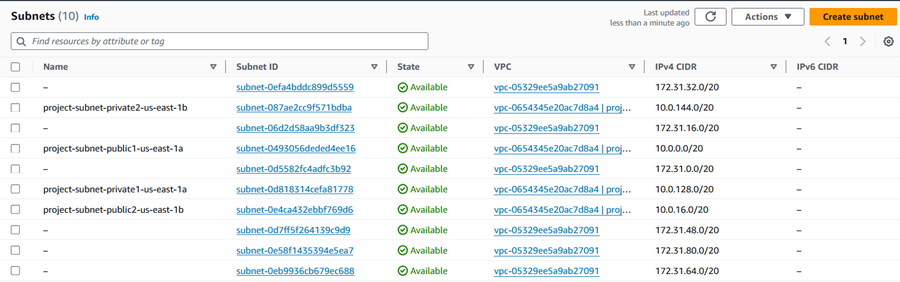 Subnets (10) Info
Last updated
less than a minute ago
Actions
Create subnet
Find resources by attribute or tag
1
Name Subnet ID State VPC IPv4 CIDR IPv6 CIDR
– subnet-0efa4bddc899d5559 Available vpc-05329ee5a9ab27091 172.31.32.0/20 –
project-subnet-private2-us-east-1b subnet-087ae2cc9f571bdba Available vpc-0654345e20ac7d8a4 | proj... 10.0.144.0/20 –
– subnet-06d2d58aa9b3df323 Available vpc-05329ee5a9ab27091 172.31.16.0/20 –
project-subnet-public1-us-east-1a subnet-0493056deded4ee16 Available vpc-0654345e20ac7d8a4 | proj... 10.0.0.0/20 –
– subnet-0d5582fc4adfc3b92 Available vpc-05329ee5a9ab27091 172.31.0.0/20 –
project-subnet-private1-us-east-1a subnet-0d818314cefa81778 Available vpc-0654345e20ac7d8a4 | proj... 10.0.128.0/20 –
project-subnet-public2-us-east-1b subnet-0e4ca432ebbf769d6 Available vpc-0654345e20ac7d8a4 | proj... 10.0.16.0/20 –
– subnet-0d7ff5f264139c9d9 Available vpc-05329ee5a9ab27091 172.31.48.0/20 –
– subnet-0e58f1435394e5ea7 Available vpc-05329ee5a9ab27091 172.31.80.0/20 –
– subnet-0eb9936cb679ec688 Available vpc-05329ee5a9ab27091 172.31.64.0/20 –